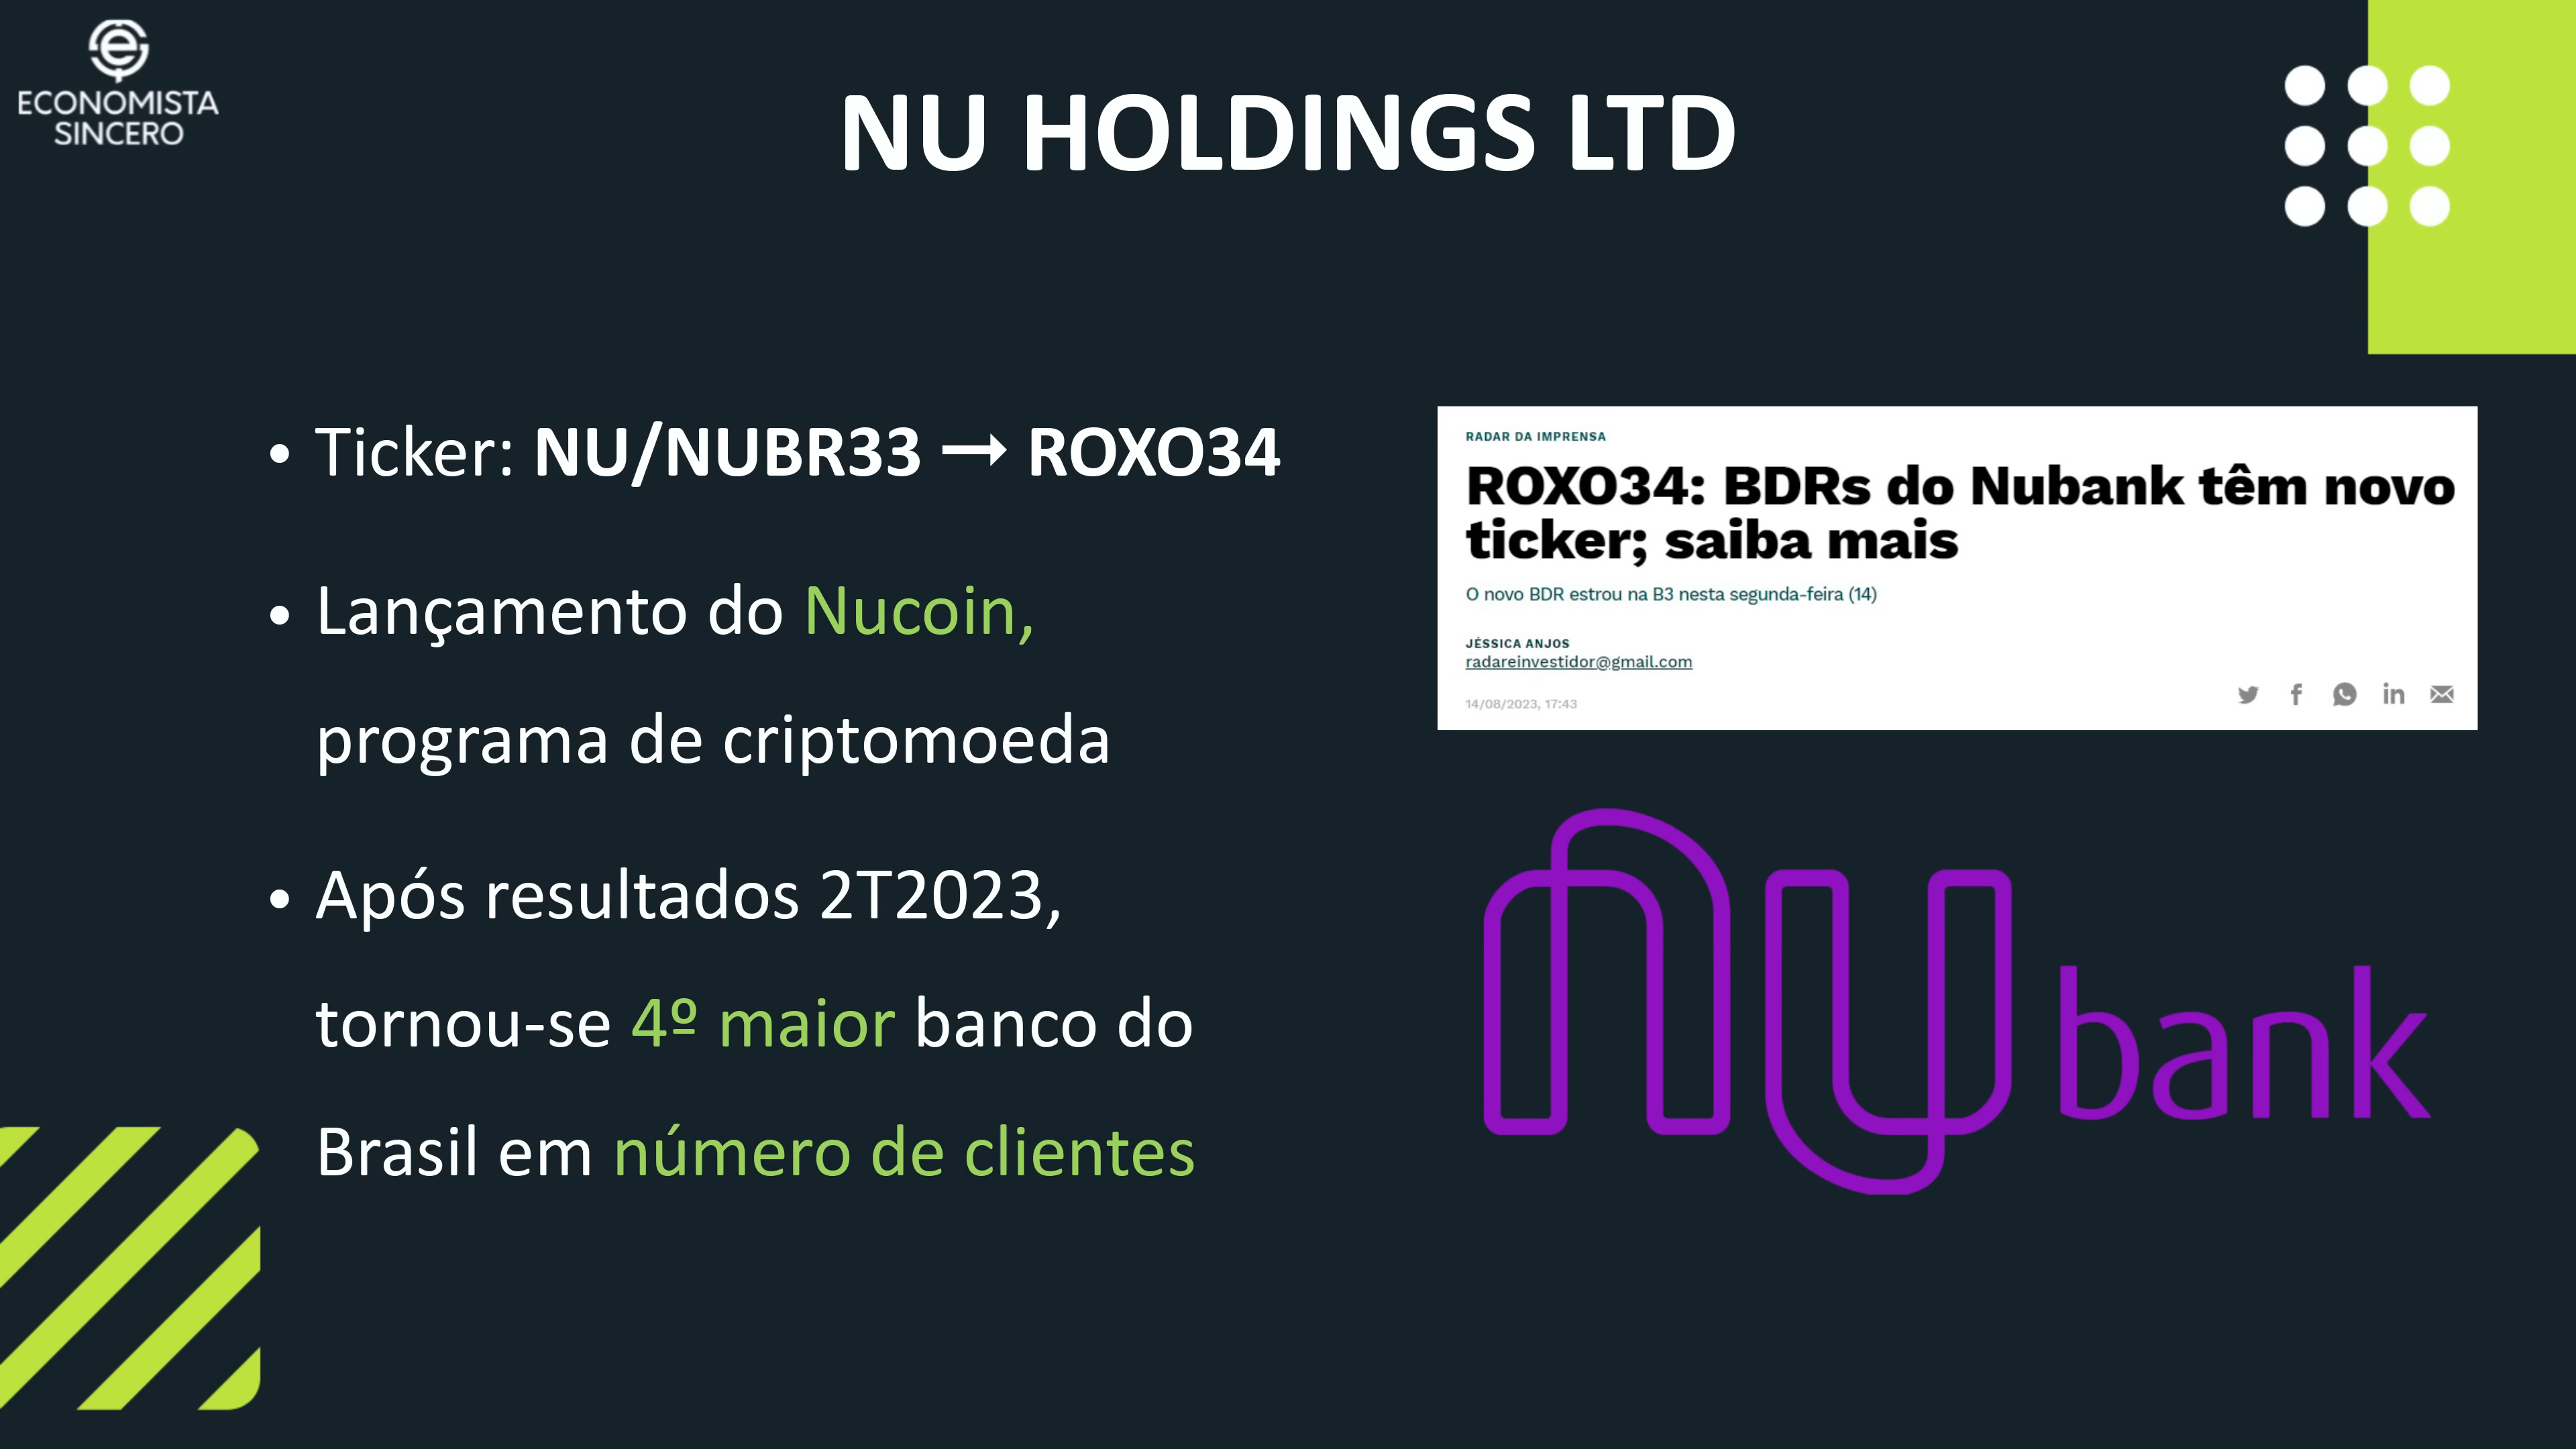 ECONOMISTA
SINCERO
NU HOLDINGS LTD
• Ticker: NU/NUBR33 → ROXO34
• Lançamento do Nucoin,
programa de criptomoeda
• Após resultados 2T2023,
tornou-se 4º maior banco do
Brasil em número de clientes
RADAR DA IMPRENSA
ROXO34: BDRs do Nubank têm novo
ticker; saiba mais
O novo BDR estrou na B3 nesta segunda-feira (14)
JÉSSICA ANJOS
radareinvestidor@gmail.com
14/08/2023, 17:43
nubank